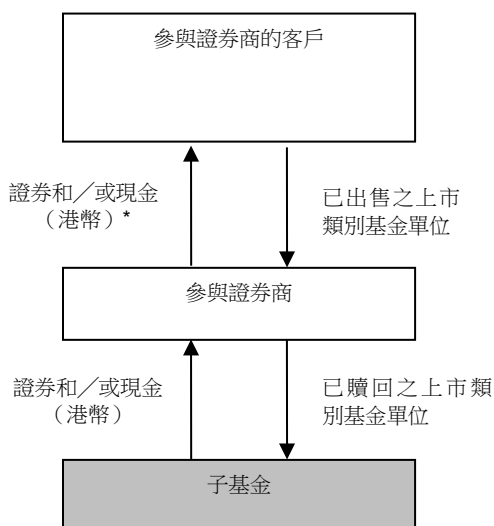 參與證券商的客戶
證券和／或現金
（港幣）*
已出售之上市
類別基金單位
參與證券商
證券和／或現金
（港幣）
已贖回之上市類
別基金單位
子基金